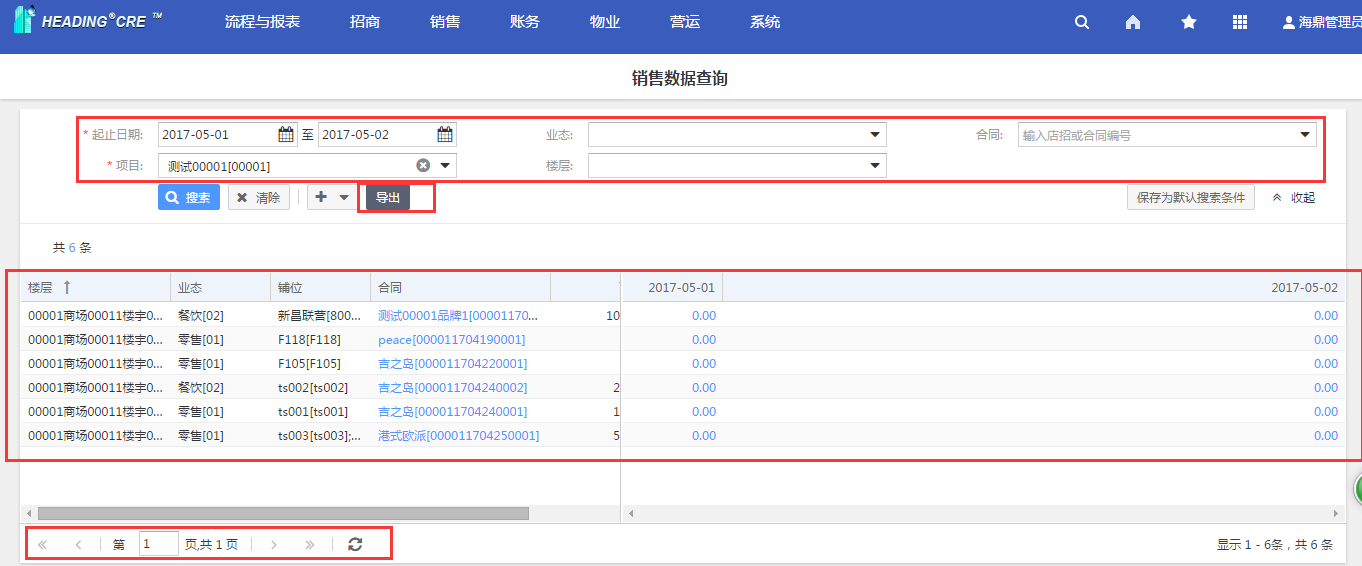 HEADING®CRE ™ 流程与报表 招商 销售 账务 物业 营运 系统 海鼎管理员
销售数据查询
* 起止日期: 2017-05-01 至 2017-05-02 业态: 合同: 输入店招或合同编号
* 项目: 测试00001[00001] 楼层:
搜索 清除 导出 保存为默认搜索条件 收起
共 6 条
楼层 业态 铺位 合同 2017-05-01 2017-05-02
00001商场00011楼宇0... 餐饮[02] 新昌联营[800... 测试00001品牌1[00001170... 10 0.00 0.00
00001商场00011楼宇0... 零售[01] F118[F118] peace[000011704190001] 0.00 0.00
00001商场00011楼宇0... 零售[01] F105[F105] 吉之岛[000011704220001] 0.00 0.00
00001商场00011楼宇0... 餐饮[02] ts002[ts002] 吉之岛[000011704240002] 2 0.00 0.00
00001商场00011楼宇0... 零售[01] ts001[ts001] 吉之岛[000011704240001] 1 0.00 0.00
00001商场00011楼宇0... 零售[01] ts003[ts003];... 港式欧派[000011704250001] 5 0.00 0.00
第 1 页,共 1 页 显示 1 - 6条，共 6 条